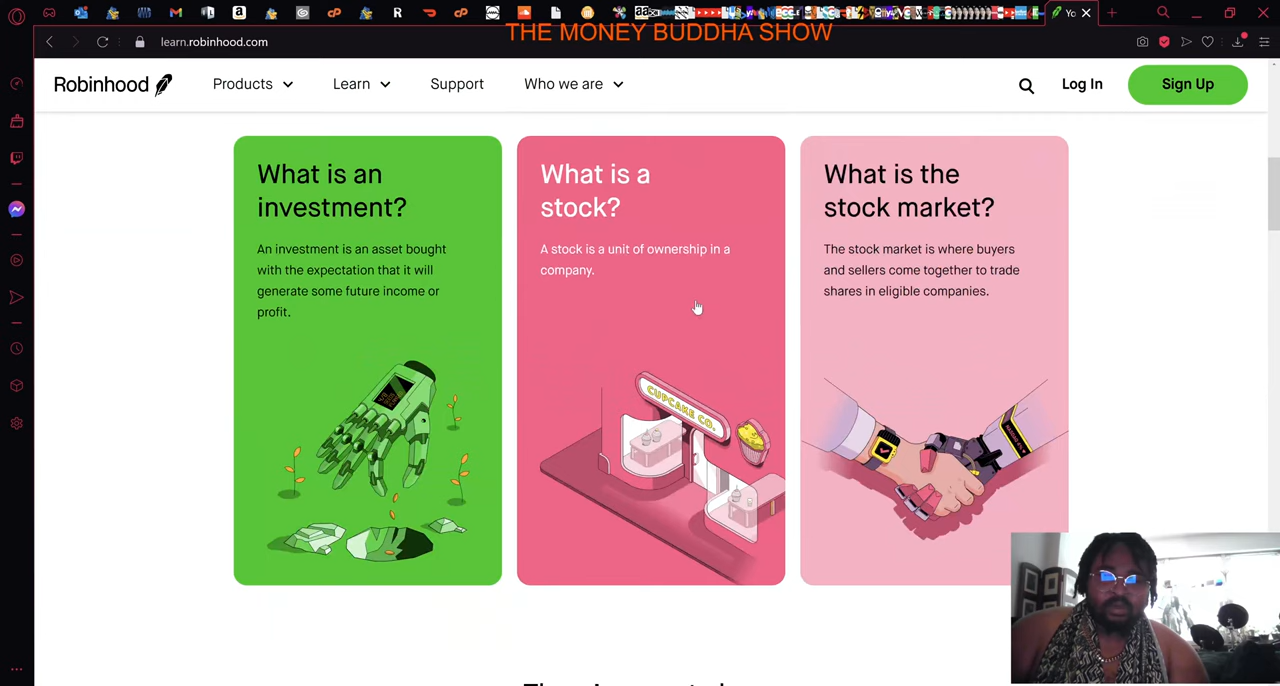 THE MONEY BUDDHA SHOW
learn.robinhood.com
Robinhood Products Learn Support Who we are Log In Sign Up
What is an
investment?
An investment is an asset bought
with the expectation that it will
generate some future income or
profit.
What is a
stock?
A stock is a unit of ownership in a
company.
CUPCAKE CO.
What is the
stock market?
The stock market is where buyers
and sellers come together to trade
shares in eligible companies.